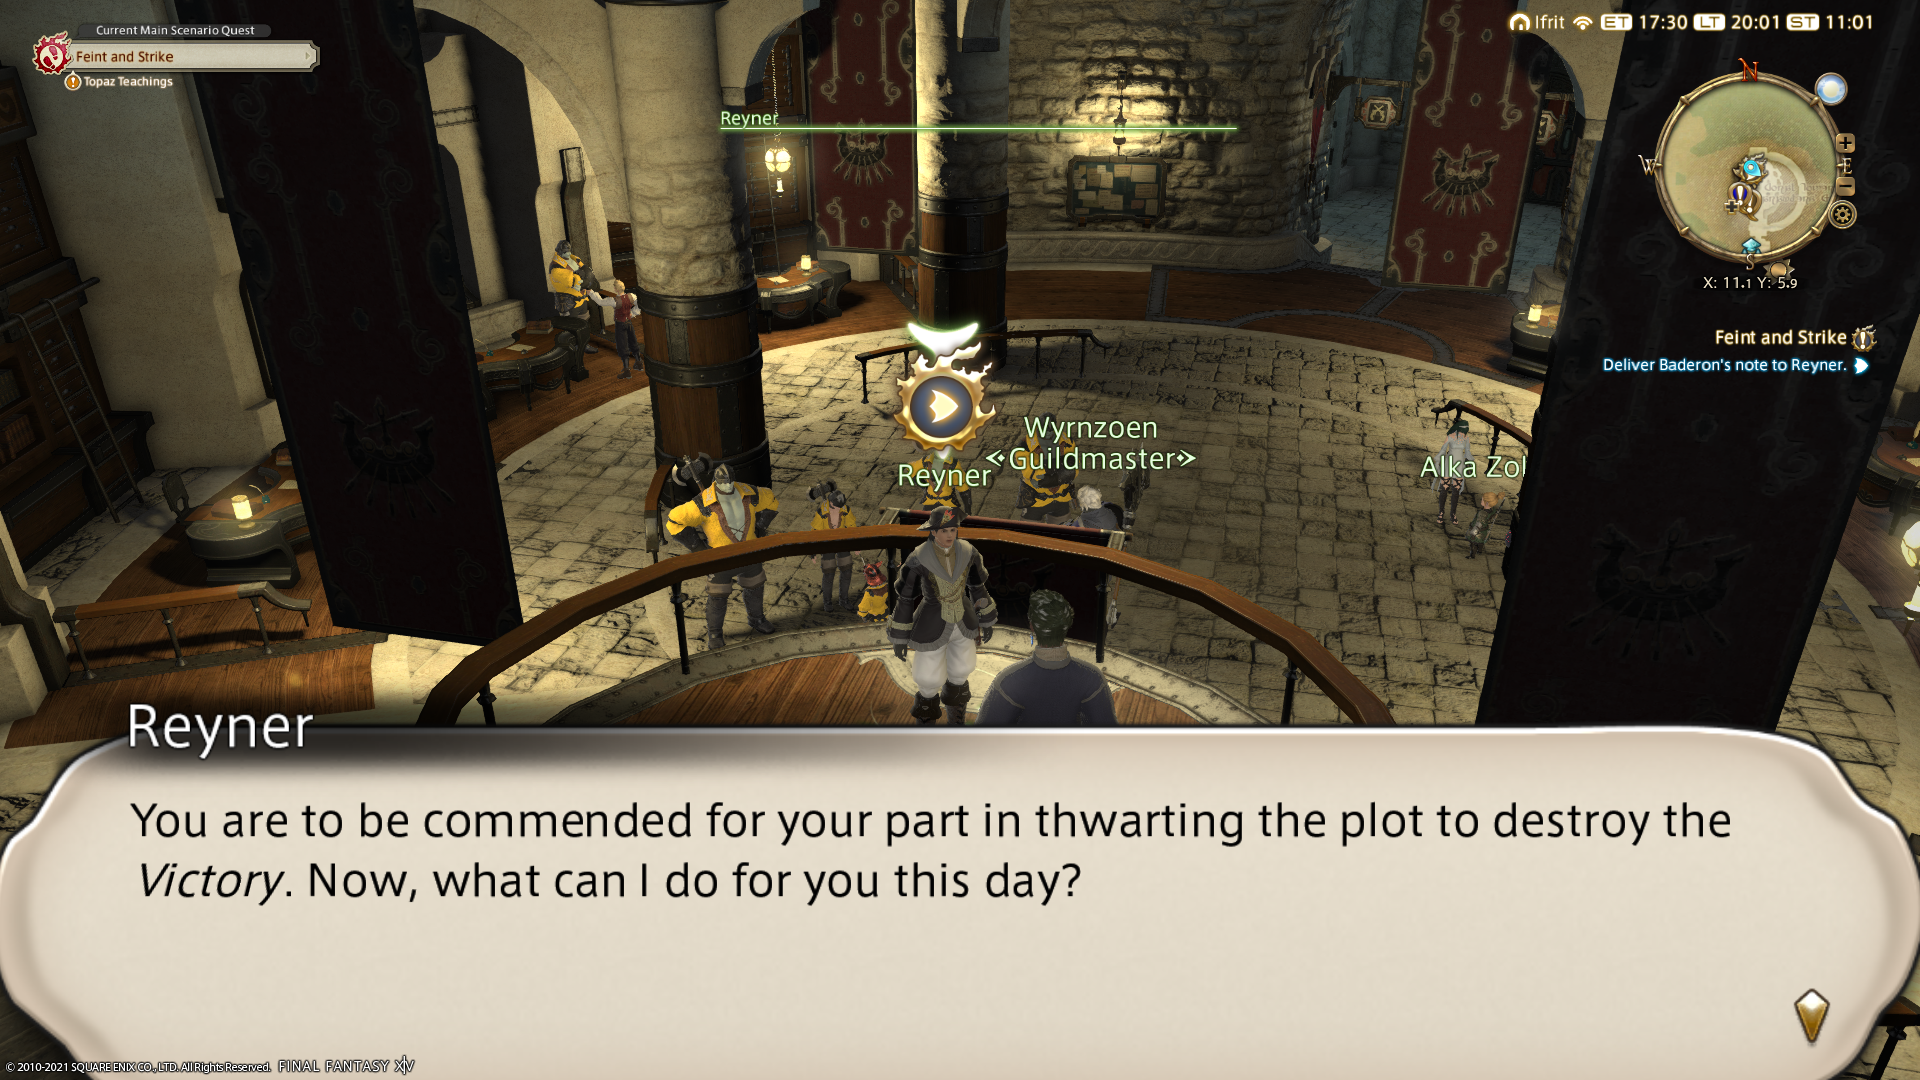 Current Main Scenario Quest
Feint and Strike
Topaz Teachings
Ifrit ET 17:30 LT 20:01 ST 11:01
N
W
E
S
X: 11.1 Y: 5.9
Feint and Strike
Deliver Baderon's note to Reyner.
Reyner
Wyrnzoen
«Guildmaster»
Reyner
Alka Zol
Reyner
You are to be commended for your part in thwarting the plot to destroy the
Victory. Now, what can I do for you this day?
© 2010-2021 SQUARE ENIX CO., LTD. All Rights Reserved. FINAL FANTASY XIV